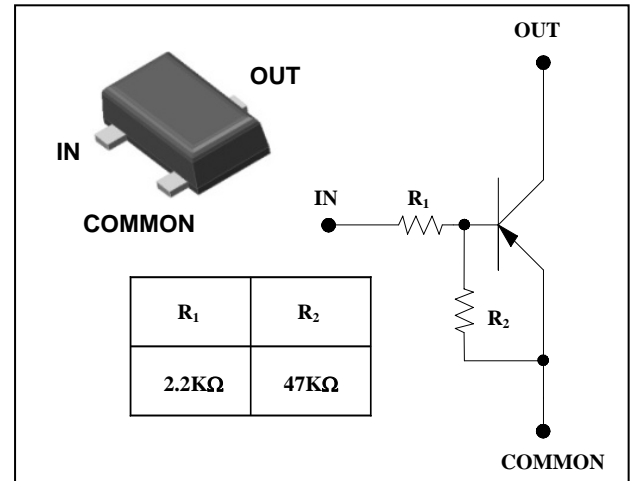 OUT
OUT
IN
COMMON
IN
R₁
R₂
R₁ R₂
2.2KΩ 47KΩ
COMMON